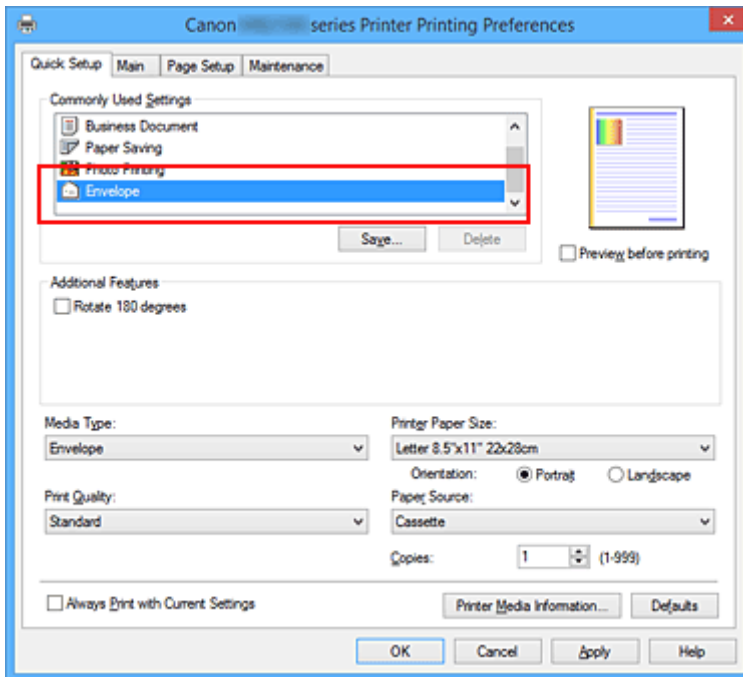 Canon series Printer Printing Preferences
Quick Setup Main Page Setup Maintenance
Commonly Used Settings
Business Document
Paper Saving
Photo Printing
Envelope
Save... Delete
Preview before printing
Additional Features
Rotate 180 degrees
Media Type: Printer Paper Size:
Envelope Letter 8.5"x11" 22x28cm
Orientation: Portrait Landscape
Print Quality: Paper Source:
Standard Cassette
Copies: 1 (1-999)
Always Print with Current Settings Printer Media Information... Defaults
OK Cancel Apply Help